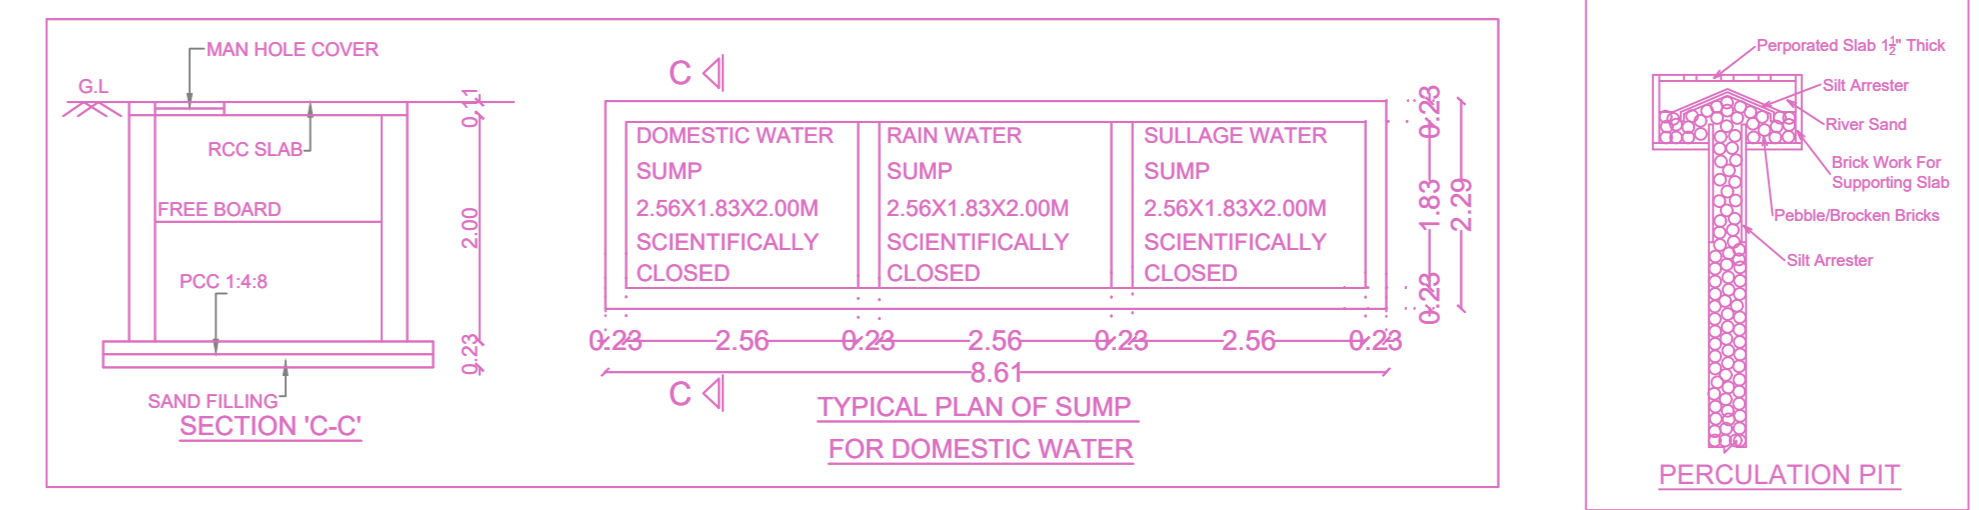 MAN HOLE COVER
G.L
RCC SLAB
FREE BOARD
PCC 1:4:8
SAND FILLING
0.11
2.00
0.23
SECTION 'C-C'
C
DOMESTIC WATER
SUMP
2.56X1.83X2.00M
SCIENTIFICALLY
CLOSED
RAIN WATER
SUMP
2.56X1.83X2.00M
SCIENTIFICALLY
CLOSED
SULLAGE WATER
SUMP
2.56X1.83X2.00M
SCIENTIFICALLY
CLOSED
0.23
1.83
0.23
2.29
0.23 2.56 0.23 2.56 0.23 2.56 0.23
8.61
C
TYPICAL PLAN OF SUMP
FOR DOMESTIC WATER
Perporated Slab 1½" Thick
Silt Arrester
River Sand
Brick Work For
Supporting Slab
Pebble/Brocken Bricks
Silt Arrester
PERCULATION PIT